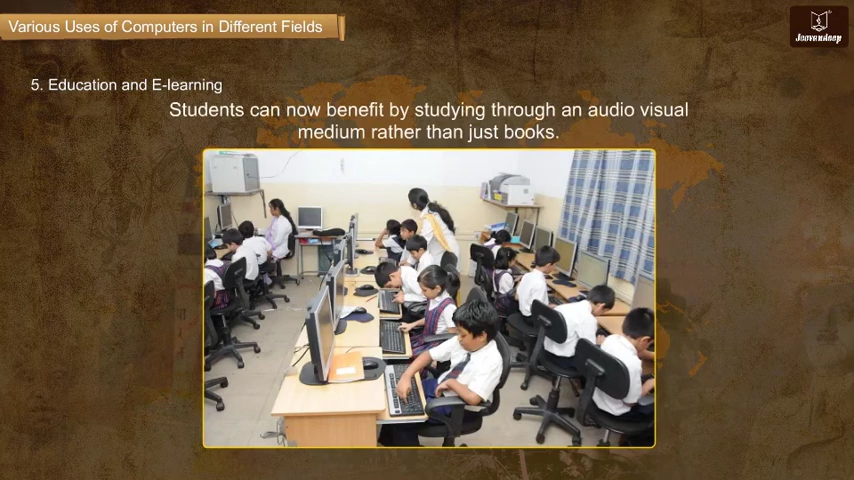 Various Uses of Computers in Different Fields
Jeevandeep
5. Education and E-learning
Students can now benefit by studying through an audio visual
medium rather than just books.